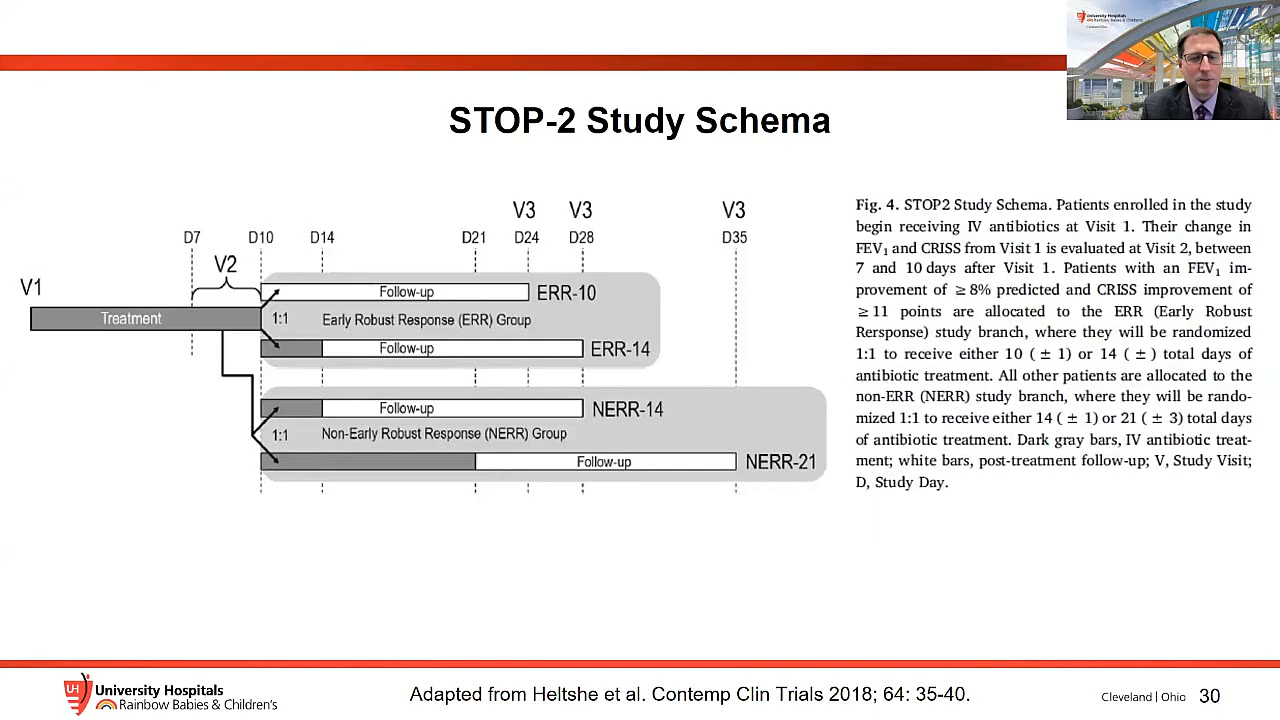 University Hospitals
Rainbow Babies & Children's
STOP-2 Study Schema
V3 V3 V3
D7 D10 D14 D21 D24 D28 D35
V2
V1
Treatment
Follow-up
ERR-10
1:1
Early Robust Response (ERR) Group
Follow-up
ERR-14
Follow-up
NERR-14
1:1
Non-Early Robust Response (NERR) Group
Follow-up
NERR-21
Fig. 4. STOP2 Study Schema. Patients enrolled in the study
begin receiving IV antibiotics at Visit 1. Their change in
FEV₁ and CRISS from Visit 1 is evaluated at Visit 2, between
7 and 10 days after Visit 1. Patients with an FEV₁ im-
provement of ≥8% predicted and CRISS improvement of
≥11 points are allocated to the ERR (Early Robust
Rersponse) study branch, where they will be randomized
1:1 to receive either 10 (±1) or 14 (±) total days of
antibiotic treatment. All other patients are allocated to the
non-ERR (NERR) study branch, where they will be rando-
mized 1:1 to receive either 14 (±1) or 21 (±3) total days
of antibiotic treatment. Dark gray bars, IV antibiotic treat-
ment; white bars, post-treatment follow-up; V, Study Visit;
D, Study Day.
UH
University Hospitals
Rainbow Babies & Children's
Adapted from Heltshe et al. Contemp Clin Trials 2018; 64: 35-40.
Cleveland | Ohio 30